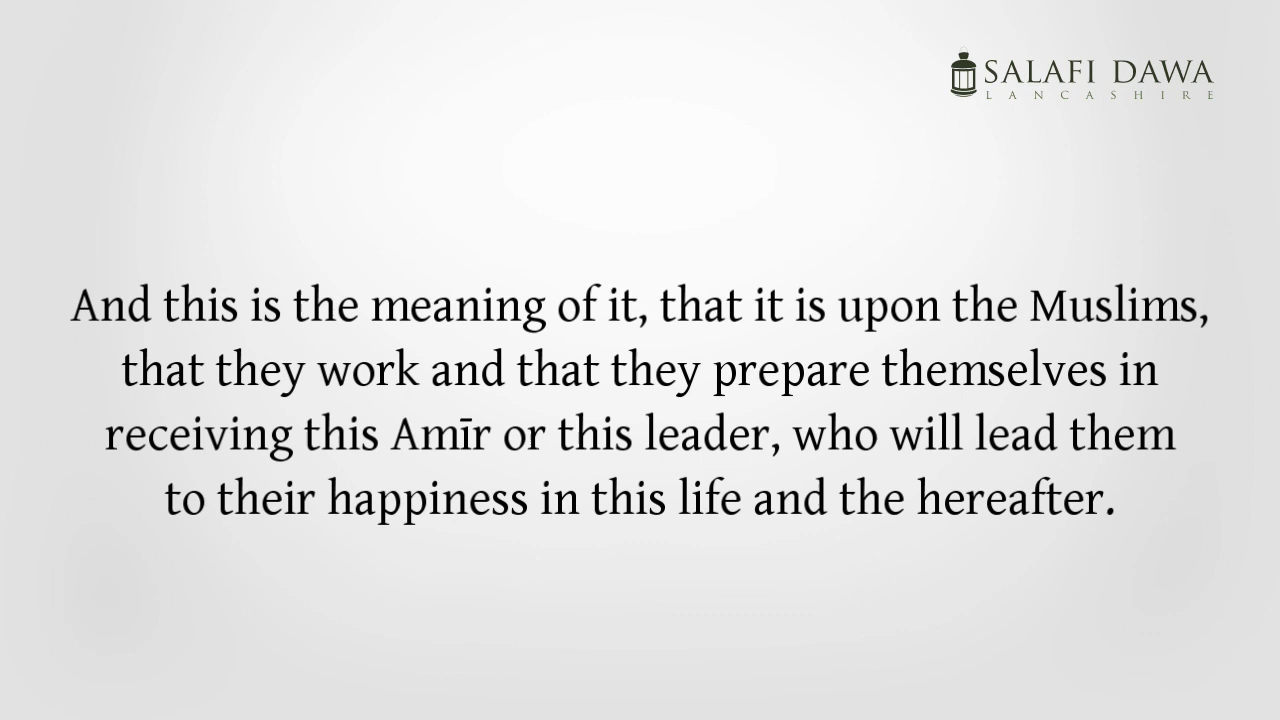 SALAFI DAWA
LANCASHIRE
And this is the meaning of it, that it is upon the Muslims,
that they work and that they prepare themselves in
receiving this Amīr or this leader, who will lead them
to their happiness in this life and the hereafter.